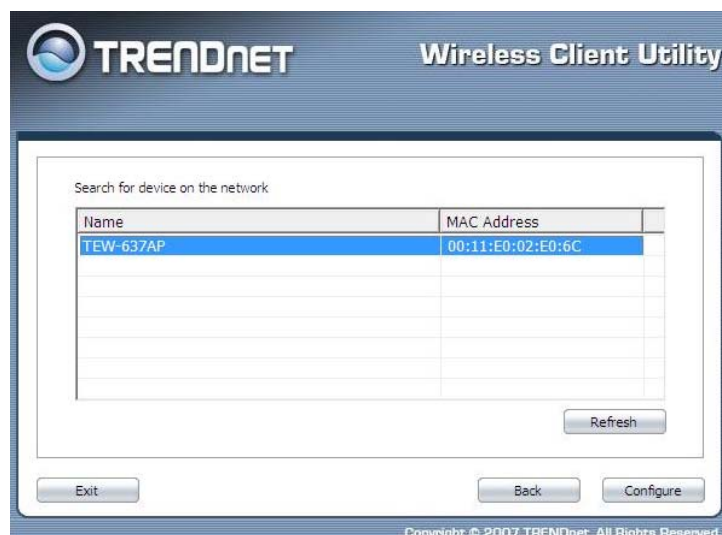 TRENDnet Wireless Client Utility
Search for device on the network
Name MAC Address
TEW-637AP 00:11:E0:02:E0:6C
Refresh
Exit Back Configure
Copyright © 2007 TRENDnet. All Rights Reserved.